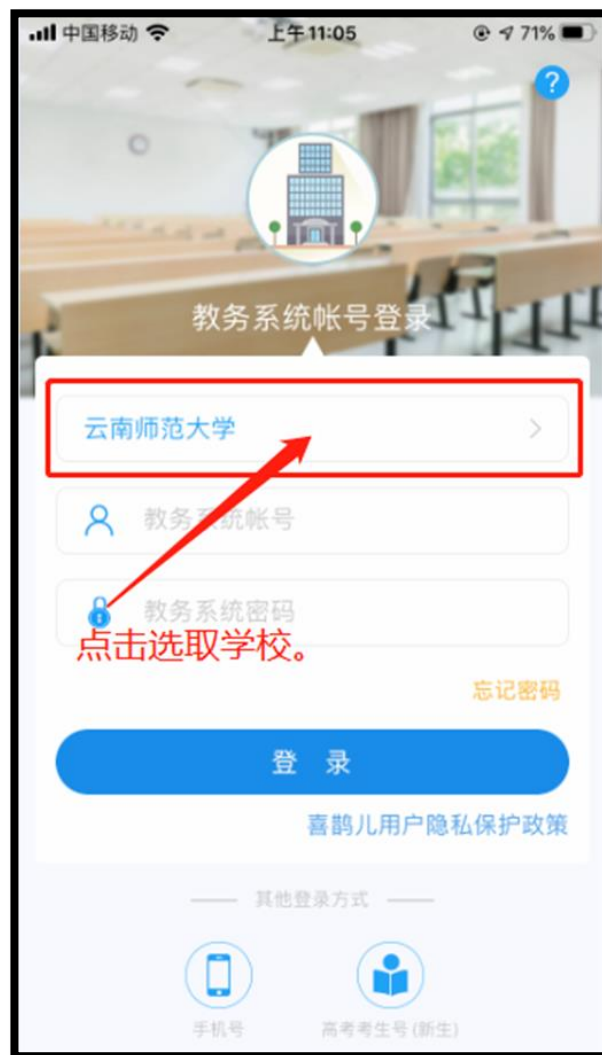 中国移动 上午11:05 71%
?
教务系统帐号登录
云南师范大学
教务系统帐号
教务系统密码
点击选取学校。
忘记密码
登 录
喜鹊儿用户隐私保护政策
其他登录方式
手机号 高考考生号(新生)